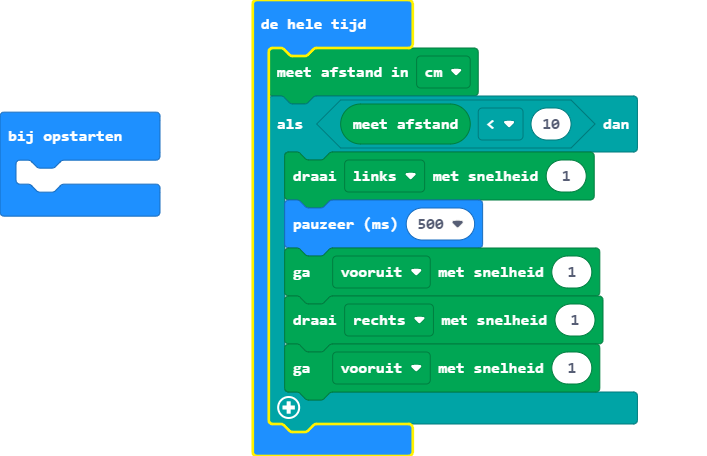 bij opstarten
de hele tijd
meet afstand in cm
als meet afstand < 10 dan
draai links met snelheid 1
pauzeer (ms) 500
ga vooruit met snelheid 1
draai rechts met snelheid 1
ga vooruit met snelheid 1